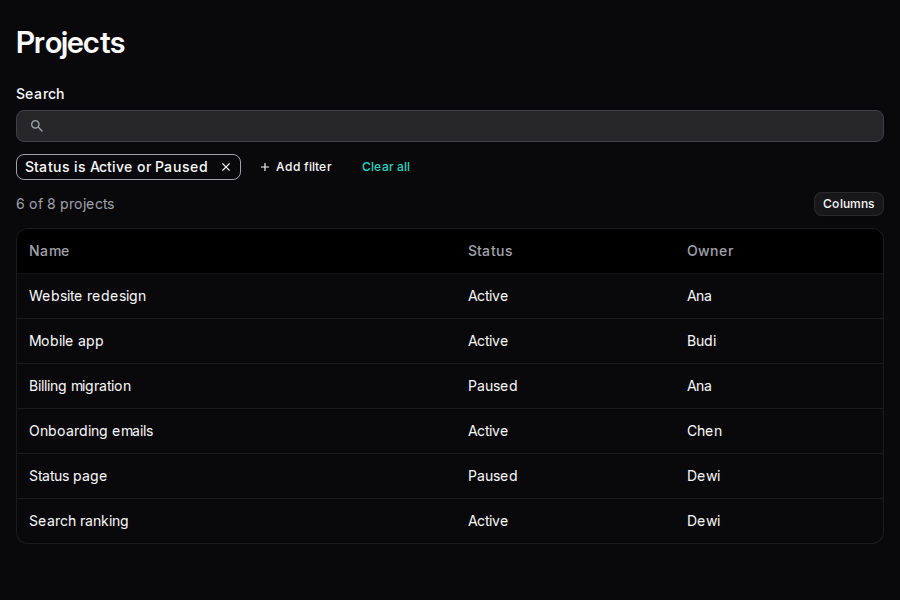 Projects
Search
Status is Active or Paused
Add filter
Clear all
6 of 8 projects
Columns
Name Status Owner
Website redesign Active Ana
Mobile app Active Budi
Billing migration Paused Ana
Onboarding emails Active Chen
Status page Paused Dewi
Search ranking Active Dewi